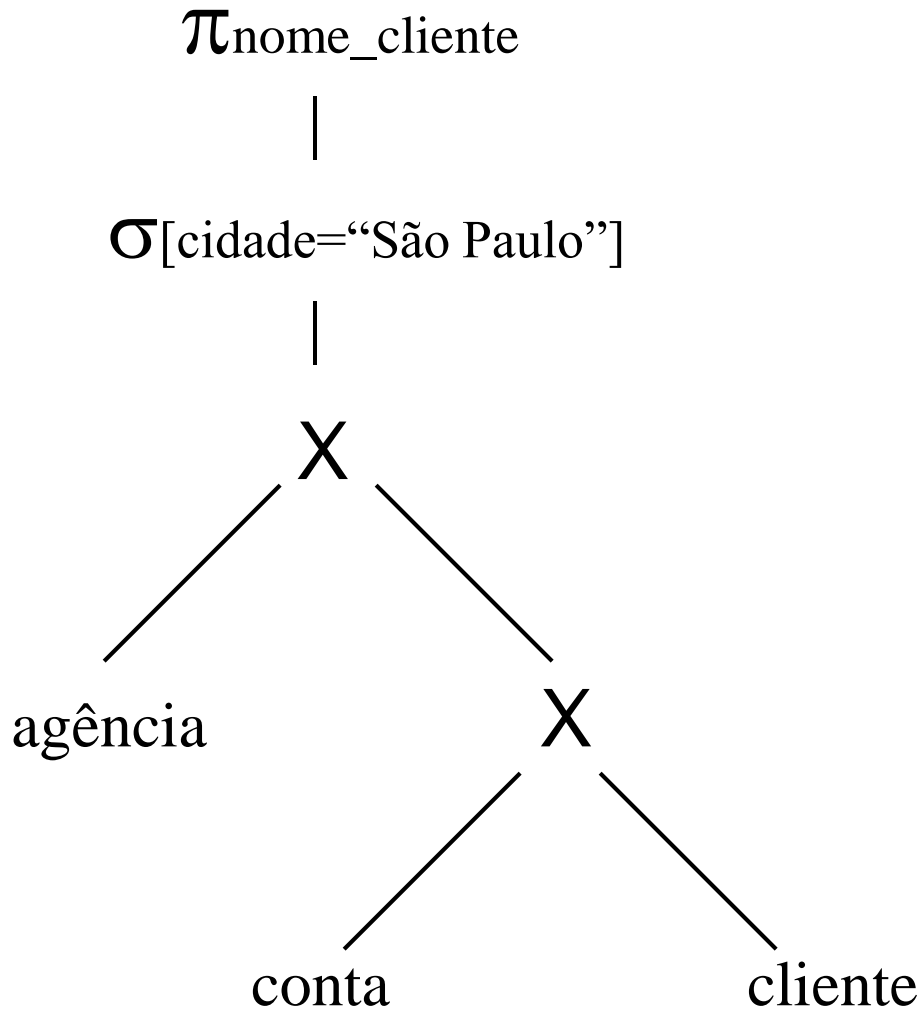 πnome_cliente
σ[cidade=“São Paulo”]
X
agência
X
conta
cliente